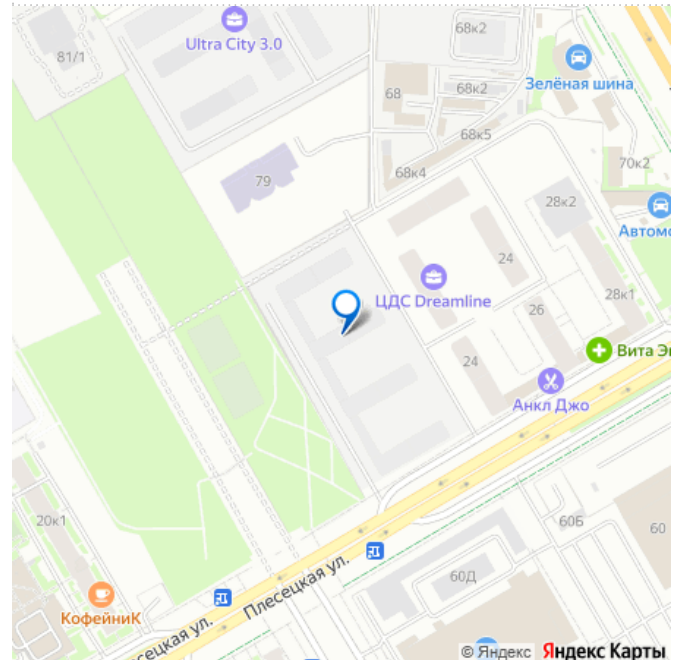 81/1
Ultra City 3.0
68к2
Зелёная шина
68
68к2
68к5
79
68к4
70к2
28к2
Автомо
24
ЦДС Dreamline
28к1
26
Вита Э
24
Анкл Джо
20к1
60Б
60
60Д
Плесецкая ул.
КофейниК
сецкая ул.
© Яндекс Яндекс Карты